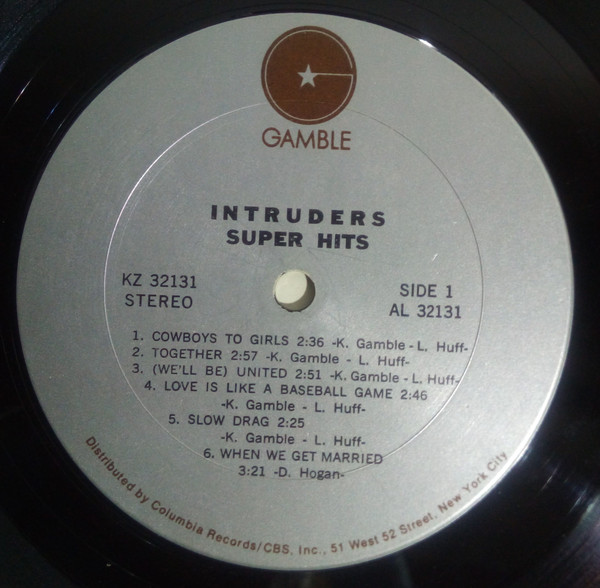 GAMBLE
INTRUDERS
SUPER HITS
KZ 32131
STEREO
SIDE 1
AL 32131
1. COWBOYS TO GIRLS 2:36 -K. Gamble - L. Huff-
2. TOGETHER 2:57 -K. Gamble - L. Huff-
3. (WE'LL BE) UNITED 2:51 -K. Gamble - L. Huff-
4. LOVE IS LIKE A BASEBALL GAME 2:46
-K. Gamble - L. Huff-
5. SLOW DRAG 2:25
-K. Gamble - L. Huff-
6. WHEN WE GET MARRIED
3:21 -D. Hogan-
Distributed by Columbia Records/CBS, Inc., 51 West 52 Street, New York City